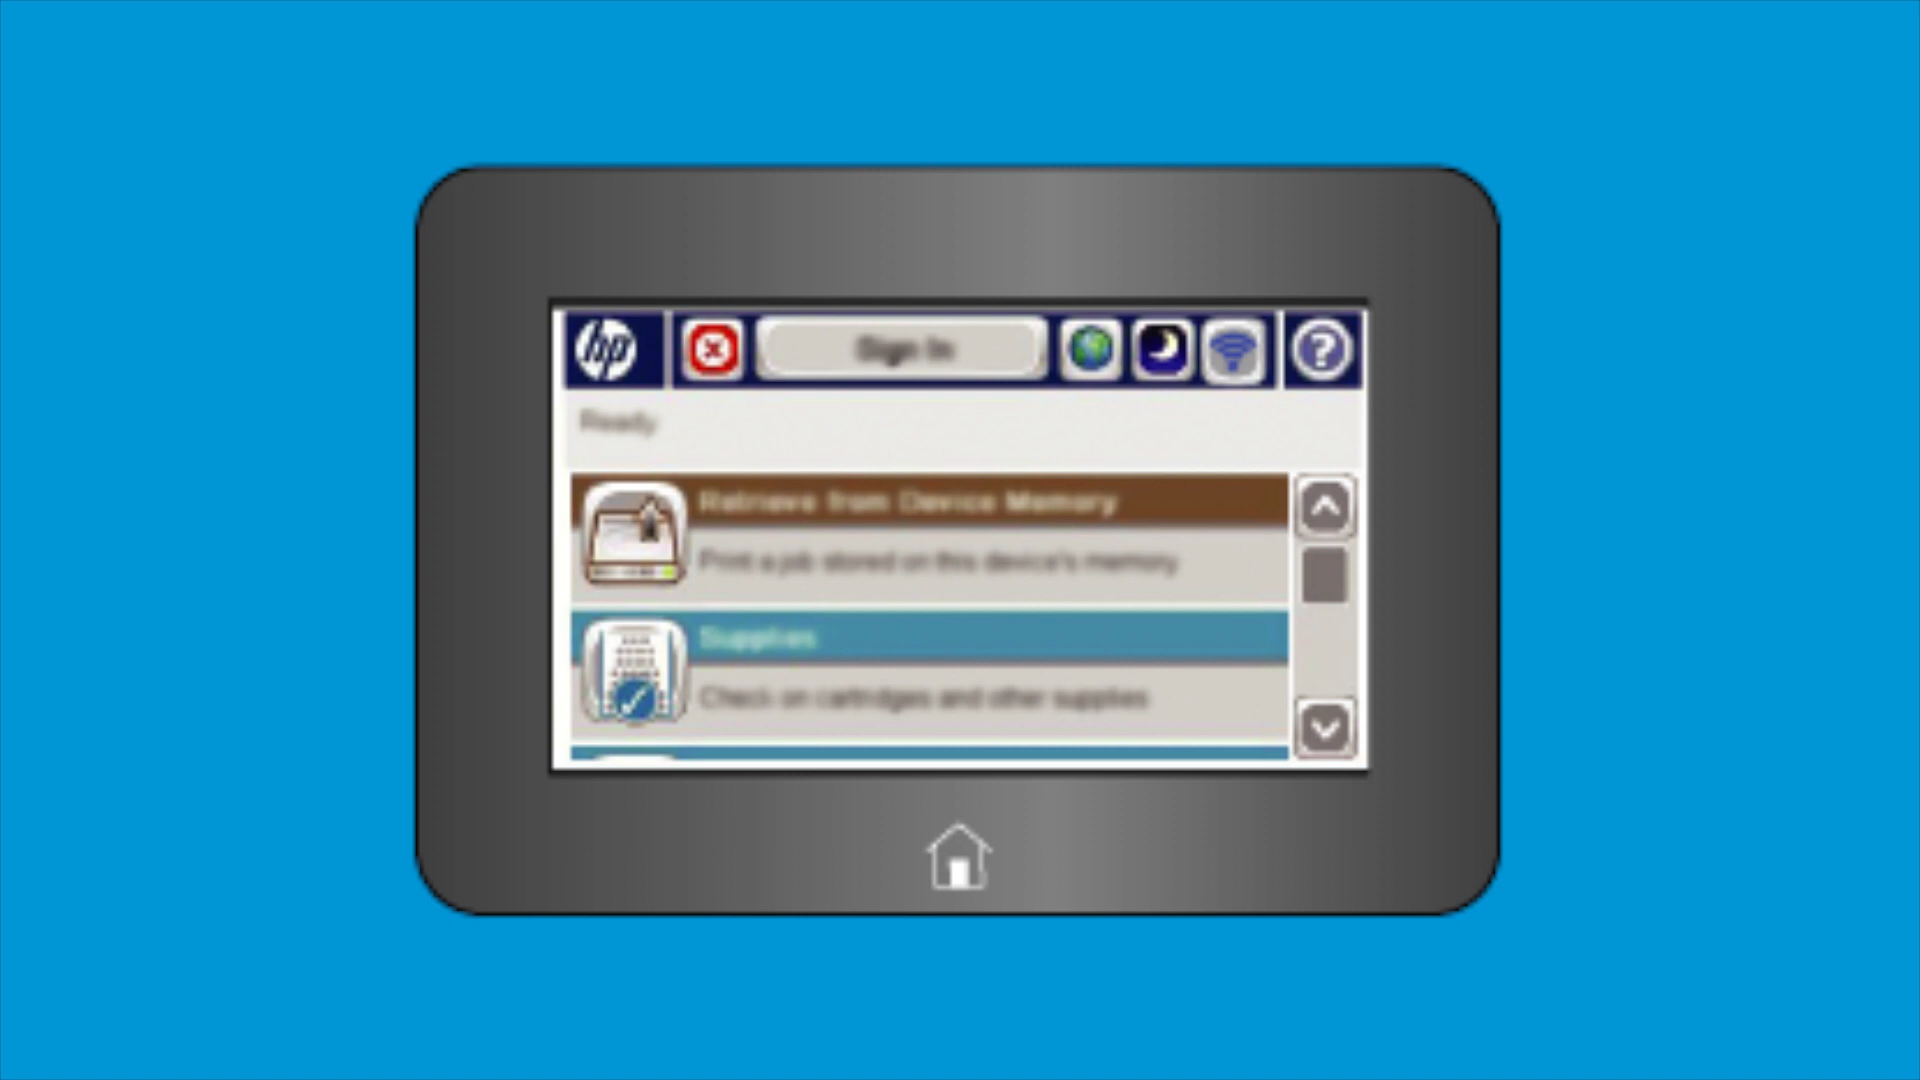 hp
Sign In
?
Ready
Retrieve from Device Memory
Print a job stored on this device's memory
Supplies
Check on cartridges and other supplies